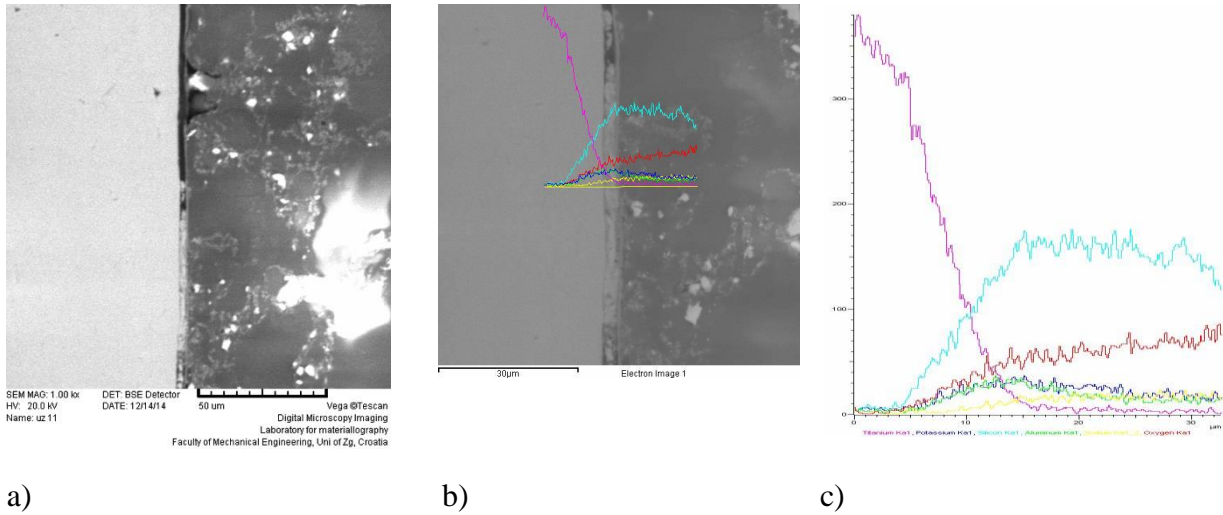 SEM MAG: 1.00 kx DET: BSE Detector
HV: 20.0 kV DATE: 12/14/14 50 um Vega ©Tescan
Name: uz 11 Digital Microscopy Imaging
Laboratory for materiallography
Faculty of Mechanical Engineering, Uni of Zg, Croatia
30µm Electron Image 1
300
200
100
0
0 10 20 30 µm
Titanium Ka1, Potassium Ka1, Silicon Ka1, Aluminum Ka1, Oxygen Ka1
a) b) c)